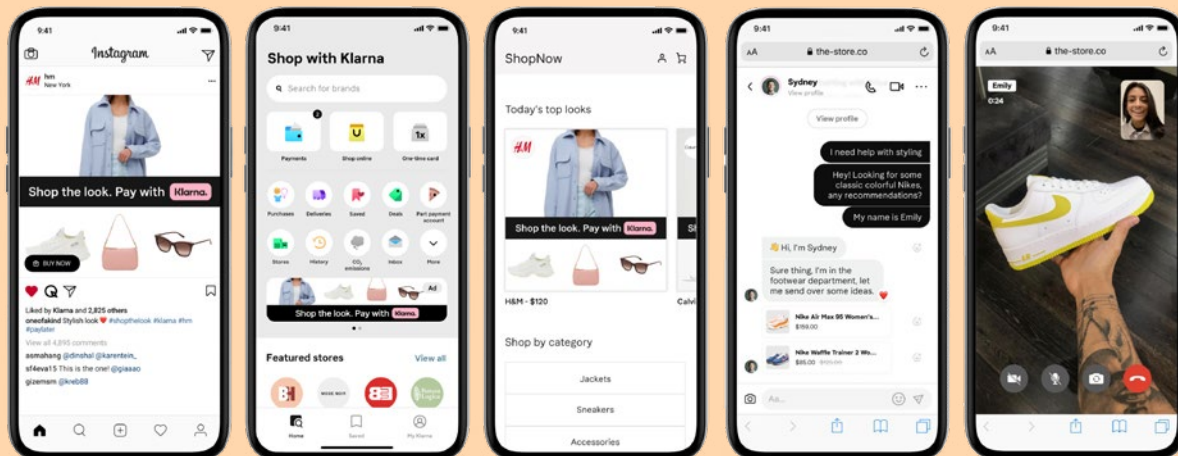 9:41
Instagram
H&M
hm
New York
Shop the look. Pay with Klarna.
BUY NOW
Liked by Klarna and 2,825 others
oneofakind Stylish look ❤️ #shopthelook #klarna #hm
#paylater
View all 4,895 comments
asmahang @dinshal @karentein_
sf4eva15 This is the one! @giaaao
gizemsm @kreb88
9:41
Shop with Klarna
Search for brands
2
1x
Payments
Shop online
One-time card
Purchases
Deliveries
Saved
Deals
Part payment
account
Stores
History
CO₂
emissions
Inbox
More
Ad
Shop the look. Pay with Klarna.
Featured stores
View all
Home
Saved
My Klarna
9:41
ShopNow
Today's top looks
H&M
Shop the look. Pay with Klarna.
H&M - $120
Shop by category
Jackets
Sneakers
Accessories
9:41
AA
the-store.co
Sydney
View profile
View profile
I need help with styling
Hey! Looking for some
classic colorful Nikes,
any recommendations?
My name is Emily
👋 Hi, I'm Sydney
Sure thing, I'm in the
footwear department, let
me send over some ideas.
Nike Air Max 95 Women's...
Nike Waffle Trainer 2 Wo...
$85.00
Aa...
9:41
AA
the-store.co
Emily
0:24